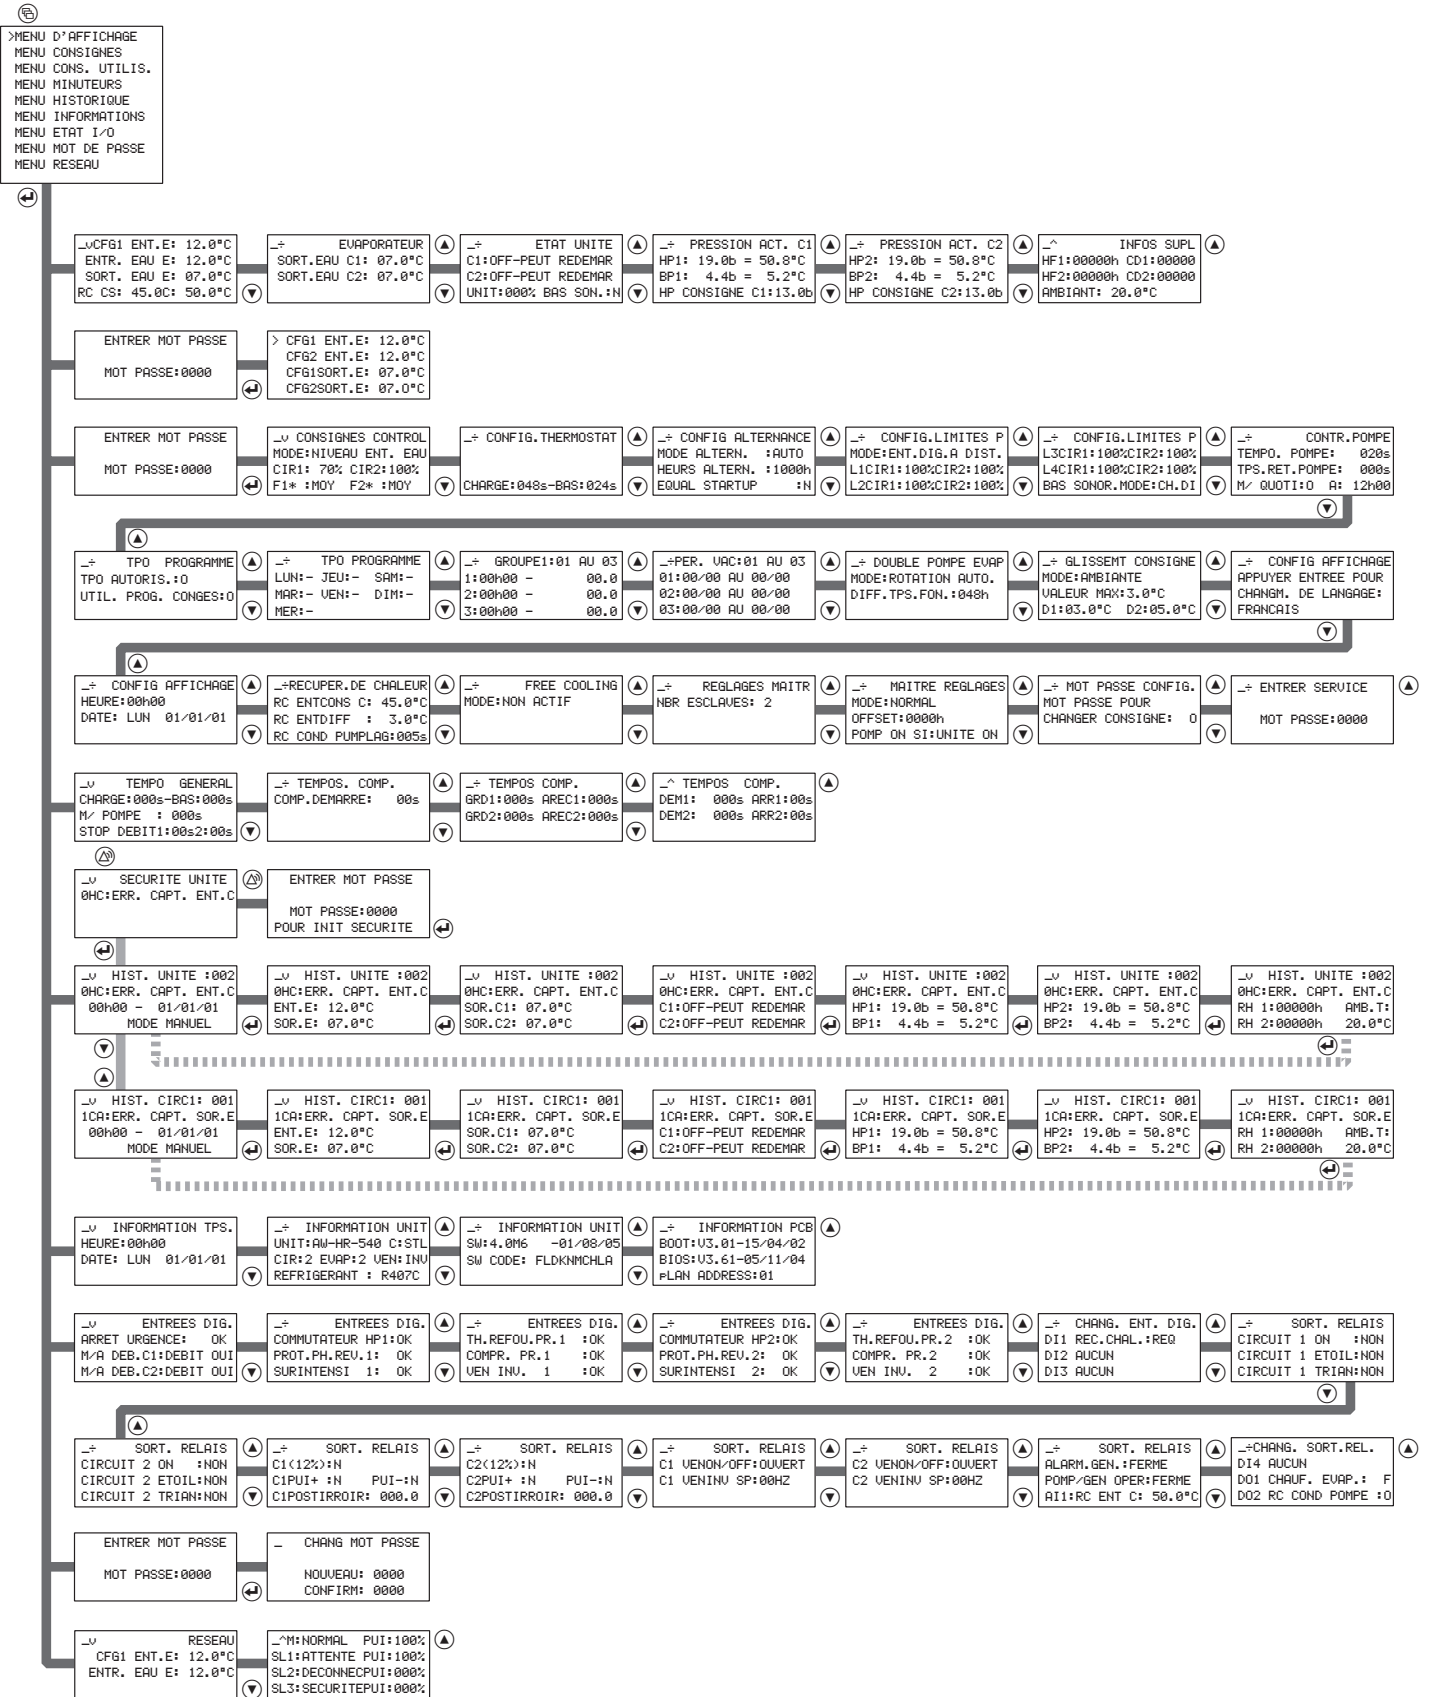 >MENU D'AFFICHAGE
MENU CONSIGNES
MENU CONS. UTILIS.
MENU MINUTEURS
MENU HISTORIQUE
MENU INFORMATIONS
MENU ETAT I/O
MENU MOT DE PASSE
MENU RESEAU
_vCFG1 ENT.E: 12.0°C
ENTR. EAU E: 12.0°C
SORT. EAU E: 07.0°C
RC CS: 45.0C: 50.0°C
_÷ EVAPORATEUR
SORT.EAU C1: 07.0°C
SORT.EAU C2: 07.0°C
_÷ ETAT UNITE
C1:OFF-PEUT REDEMAR
C2:OFF-PEUT REDEMAR
UNIT:000% BAS SON.:N
_÷ PRESSION ACT. C1
HP1: 19.0b = 50.8°C
BP1: 4.4b = 5.2°C
HP CONSIGNE C1:13.0b
_÷ PRESSION ACT. C2
HP2: 19.0b = 50.8°C
BP2: 4.4b = 5.2°C
HP CONSIGNE C2:13.0b
_^ INFOS SUPL
HF1:00000h CD1:00000
HF2:00000h CD2:00000
AMBIANT: 20.0°C
ENTRER MOT PASSE
MOT PASSE:0000
> CFG1 ENT.E: 12.0°C
CFG2 ENT.E: 12.0°C
CFG1SORT.E: 07.0°C
CFG2SORT.E: 07.0°C
ENTRER MOT PASSE
MOT PASSE:0000
_v CONSIGNES CONTROL
MODE:NIVEAU ENT. EAU
CIR1: 70% CIR2:100%
F1* :MOY F2* :MOY
_÷ CONFIG.THERMOSTAT
CHARGE:048s-BAS:024s
_÷ CONFIG ALTERNANCE
MODE ALTERN. :AUTO
HEURS ALTERN. :1000h
EQUAL STARTUP :N
_÷ CONFIG.LIMITES P
MODE:ENT.DIG.A DIST.
L1CIR1:100%CIR2:100%
L2CIR1:100%CIR2:100%
_÷ CONFIG.LIMITES P
L3CIR1:100%CIR2:100%
L4CIR1:100%CIR2:100%
BAS SONOR.MODE:CH.DI
_÷ CONTR.POMPE
TEMPO. POMPE: 020s
TPS.RET.POMPE: 000s
M/ QUOTI:O A: 12h00
_÷ TPO PROGRAMME
TPO AUTORIS.:O
UTIL. PROG. CONGES:O
_÷ TPO PROGRAMME
LUN:- JEU:- SAM:-
MAR:- VEN:- DIM:-
MER:-
_÷ GROUPE1:01 AU 03
1:00h00 - 00.0
2:00h00 - 00.0
3:00h00 - 00.0
_÷PER. VAC:01 AU 03
01:00/00 AU 00/00
02:00/00 AU 00/00
03:00/00 AU 00/00
_÷ DOUBLE POMPE EVAP
MODE:ROTATION AUTO.
DIFF.TPS.FON.:048h
_÷ GLISSEMT CONSIGNE
MODE:AMBIANTE
VALEUR MAX:3.0°C
D1:03.0°C D2:05.0°C
_÷ CONFIG AFFICHAGE
APPUYER ENTREE POUR
CHANGM. DE LANGAGE:
FRANCAIS
_÷ CONFIG AFFICHAGE
HEURE:00h00
DATE: LUN 01/01/01
_÷RECUPER.DE CHALEUR
RC ENTCONS C: 45.0°C
RC ENTDIFF : 3.0°C
RC COND PUMPLAG:005s
_÷ FREE COOLING
MODE:NON ACTIF
_÷ REGLAGES MAITR
NBR ESCLAVES: 2
_÷ MAITRE REGLAGES
MODE:NORMAL
OFFSET:0000h
POMP ON SI:UNITE ON
_÷ MOT PASSE CONFIG.
MOT PASSE POUR
CHANGER CONSIGNE: O
_÷ ENTRER SERVICE
MOT PASSE:0000
_v TEMPO GENERAL
CHARGE:000s-BAS:000s
M/ POMPE : 000s
STOP DEBIT1:00s2:00s
_÷ TEMPOS. COMP.
COMP.DEMARRE: 00s
_÷ TEMPOS COMP.
GRD1:000s AREC1:000s
GRD2:000s AREC2:000s
_^ TEMPOS COMP.
DEM1: 000s ARR1:00s
DEM2: 000s ARR2:00s
_v SECURITE UNITE
0HC:ERR. CAPT. ENT.C
ENTRER MOT PASSE
MOT PASSE:0000
POUR INIT SECURITE
_v HIST. UNITE :002
0HC:ERR. CAPT. ENT.C
00h00 - 01/01/01
MODE MANUEL
_v HIST. UNITE :002
0HC:ERR. CAPT. ENT.C
ENT.E: 12.0°C
SOR.E: 07.0°C
_v HIST. UNITE :002
0HC:ERR. CAPT. ENT.C
SOR.C1: 07.0°C
SOR.C2: 07.0°C
_v HIST. UNITE :002
0HC:ERR. CAPT. ENT.C
C1:OFF-PEUT REDEMAR
C2:OFF-PEUT REDEMAR
_v HIST. UNITE :002
0HC:ERR. CAPT. ENT.C
HP1: 19.0b = 50.8°C
BP1: 4.4b = 5.2°C
_v HIST. UNITE :002
0HC:ERR. CAPT. ENT.C
HP2: 19.0b = 50.8°C
BP2: 4.4b = 5.2°C
_v HIST. UNITE :002
0HC:ERR. CAPT. ENT.C
RH 1:00000h AMB.T:
RH 2:00000h 20.0°C
_v HIST. CIRC1: 001
1CA:ERR. CAPT. SOR.E
00h00 - 01/01/01
MODE MANUEL
_v HIST. CIRC1: 001
1CA:ERR. CAPT. SOR.E
ENT.E: 12.0°C
SOR.E: 07.0°C
_v HIST. CIRC1: 001
1CA:ERR. CAPT. SOR.E
SOR.C1: 07.0°C
SOR.C2: 07.0°C
_v HIST. CIRC1: 001
1CA:ERR. CAPT. SOR.E
C1:OFF-PEUT REDEMAR
C2:OFF-PEUT REDEMAR
_v HIST. CIRC1: 001
1CA:ERR. CAPT. SOR.E
HP1: 19.0b = 50.8°C
BP1: 4.4b = 5.2°C
_v HIST. CIRC1: 001
1CA:ERR. CAPT. SOR.E
HP2: 19.0b = 50.8°C
BP2: 4.4b = 5.2°C
_v HIST. CIRC1: 001
1CA:ERR. CAPT. SOR.E
RH 1:00000h AMB.T:
RH 2:00000h 20.0°C
_v INFORMATION TPS.
HEURE:00h00
DATE: LUN 01/01/01
_÷ INFORMATION UNIT
UNIT:AW-HR-540 C:STL
CIR:2 EVAP:2 VEN:INV
REFRIGERANT : R407C
_÷ INFORMATION UNIT
SW:4.0M6 -01/08/05
SW CODE: FLDKNMCHLA
_÷ INFORMATION PCB
BOOT:V3.01-15/04/02
BIOS:V3.61-05/11/04
pLAN ADDRESS:01
_v ENTREES DIG.
ARRET URGENCE: OK
M/A DEB.C1:DEBIT OUI
M/A DEB.C2:DEBIT OUI
_÷ ENTREES DIG.
COMMUTATEUR HP1:OK
PROT.PH.REV.1: OK
SURINTENSI 1: OK
_÷ ENTREES DIG.
TH.REFOU.PR.1 :OK
COMPR. PR.1 :OK
VEN INV. 1 :OK
_÷ ENTREES DIG.
COMMUTATEUR HP2:OK
PROT.PH.REV.2: OK
SURINTENSI 2: OK
_÷ ENTREES DIG.
TH.REFOU.PR.2 :OK
COMPR. PR.2 :OK
VEN INV. 2 :OK
_÷ CHANG. ENT. DIG.
DI1 REC.CHAL.:REQ
DI2 AUCUN
DI3 AUCUN
_÷ SORT. RELAIS
CIRCUIT 1 ON :NON
CIRCUIT 1 ETOIL:NON
CIRCUIT 1 TRIAN:NON
_÷ SORT. RELAIS
CIRCUIT 2 ON :NON
CIRCUIT 2 ETOIL:NON
CIRCUIT 2 TRIAN:NON
_÷ SORT. RELAIS
C1(12%):N
C1PUI+ :N PUI-:N
C1POSTIRROIR: 000.0
_÷ SORT. RELAIS
C2(12%):N
C2PUI+ :N PUI-:N
C2POSTIRROIR: 000.0
_÷ SORT. RELAIS
C1 VENON/OFF:OUVERT
C1 VENINV SP:00HZ
_÷ SORT. RELAIS
C2 VENON/OFF:OUVERT
C2 VENINV SP:00HZ
_÷ SORT. RELAIS
ALARM.GEN.:FERME
POMP/GEN OPER:FERME
AI1:RC ENT C: 50.0°C
_÷CHANG. SORT.REL.
DI4 AUCUN
DO1 CHAUF. EVAP.: F
DO2 RC COND POMPE :O
ENTRER MOT PASSE
MOT PASSE:0000
_ CHANG MOT PASSE
NOUVEAU: 0000
CONFIRM: 0000
_v RESEAU
CFG1 ENT.E: 12.0°C
ENTR. EAU E: 12.0°C
_^M:NORMAL PUI:100%
SL1:ATTENTE PUI:100%
SL2:DECONNECPUI:000%
SL3:SECURITEPUI:000%